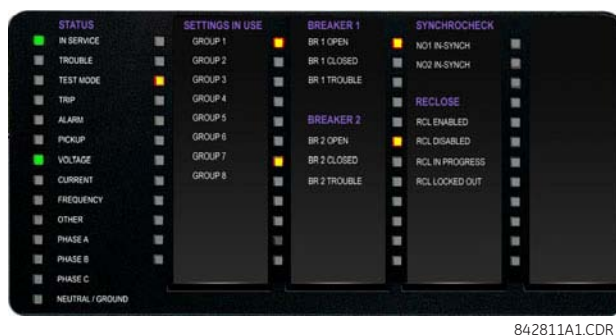 STATUS
IN SERVICE
TROUBLE
TEST MODE
TRIP
ALARM
PICKUP
VOLTAGE
CURRENT
FREQUENCY
OTHER
PHASE A
PHASE B
PHASE C
NEUTRAL / GROUND
SETTINGS IN USE
GROUP 1
GROUP 2
GROUP 3
GROUP 4
GROUP 5
GROUP 6
GROUP 7
GROUP 8
BREAKER 1
BR 1 OPEN
BR 1 CLOSED
BR 1 TROUBLE
BREAKER 2
BR 2 OPEN
BR 2 CLOSED
BR 2 TROUBLE
SYNCHROCHECK
NO1 IN-SYNCH
NO2 IN-SYNCH
RECLOSE
RCL ENABLED
RCL DISABLED
RCL IN PROGRESS
RCL LOCKED OUT
842811A1.CDR